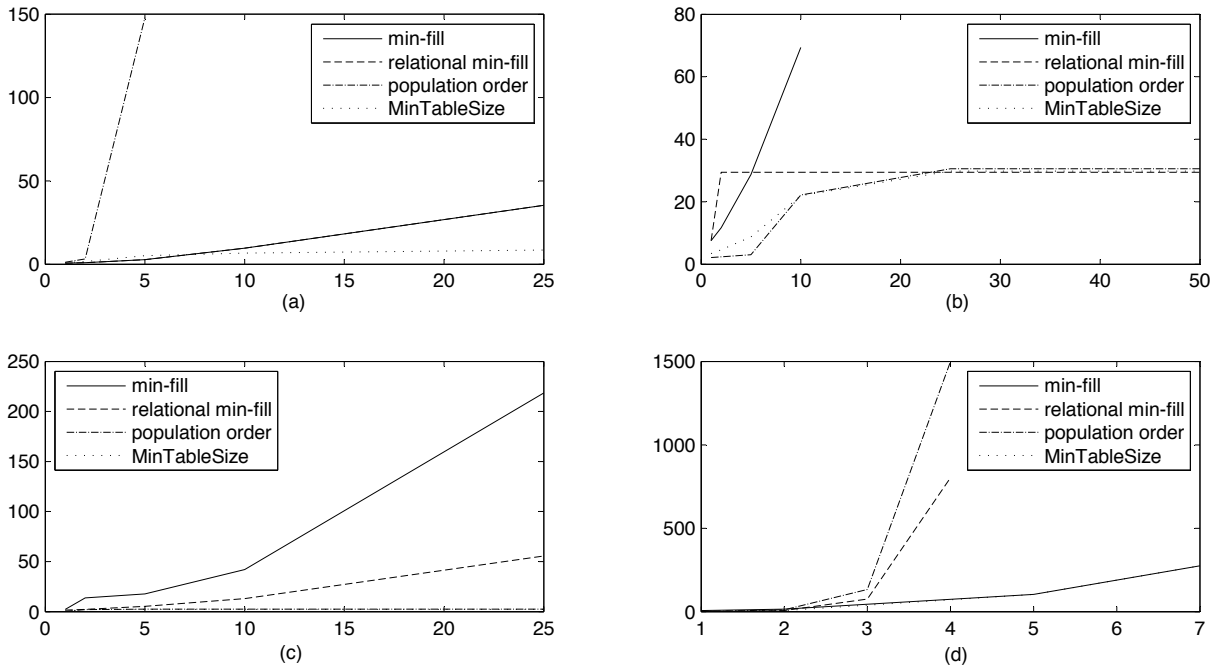 150
100
50
0
0 5 10 15 20 25
(a)
min-fill
relational min-fill
population order
MinTableSize
80
60
40
20
0
0 10 20 30 40 50
(b)
min-fill
relational min-fill
population order
MinTableSize
250
200
150
100
50
0
0 5 10 15 20 25
(c)
min-fill
relational min-fill
population order
MinTableSize
1500
1000
500
0
1 2 3 4 5 6 7
(d)
min-fill
relational min-fill
population order
MinTableSize